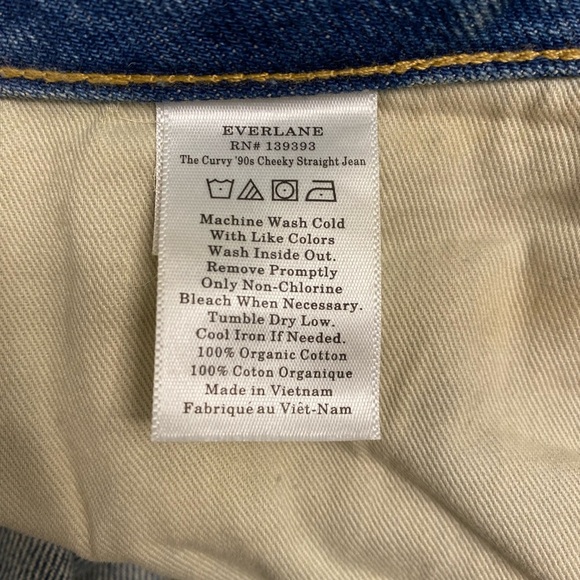 EVERLANE
RN# 139393
The Curvy '90s Cheeky Straight Jean
Machine Wash Cold
With Like Colors
Wash Inside Out.
Remove Promptly
Only Non-Chlorine
Bleach When Necessary.
Tumble Dry Low.
Cool Iron If Needed.
100% Organic Cotton
100% Coton Organique
Made in Vietnam
Fabriqué au Viêt-Nam